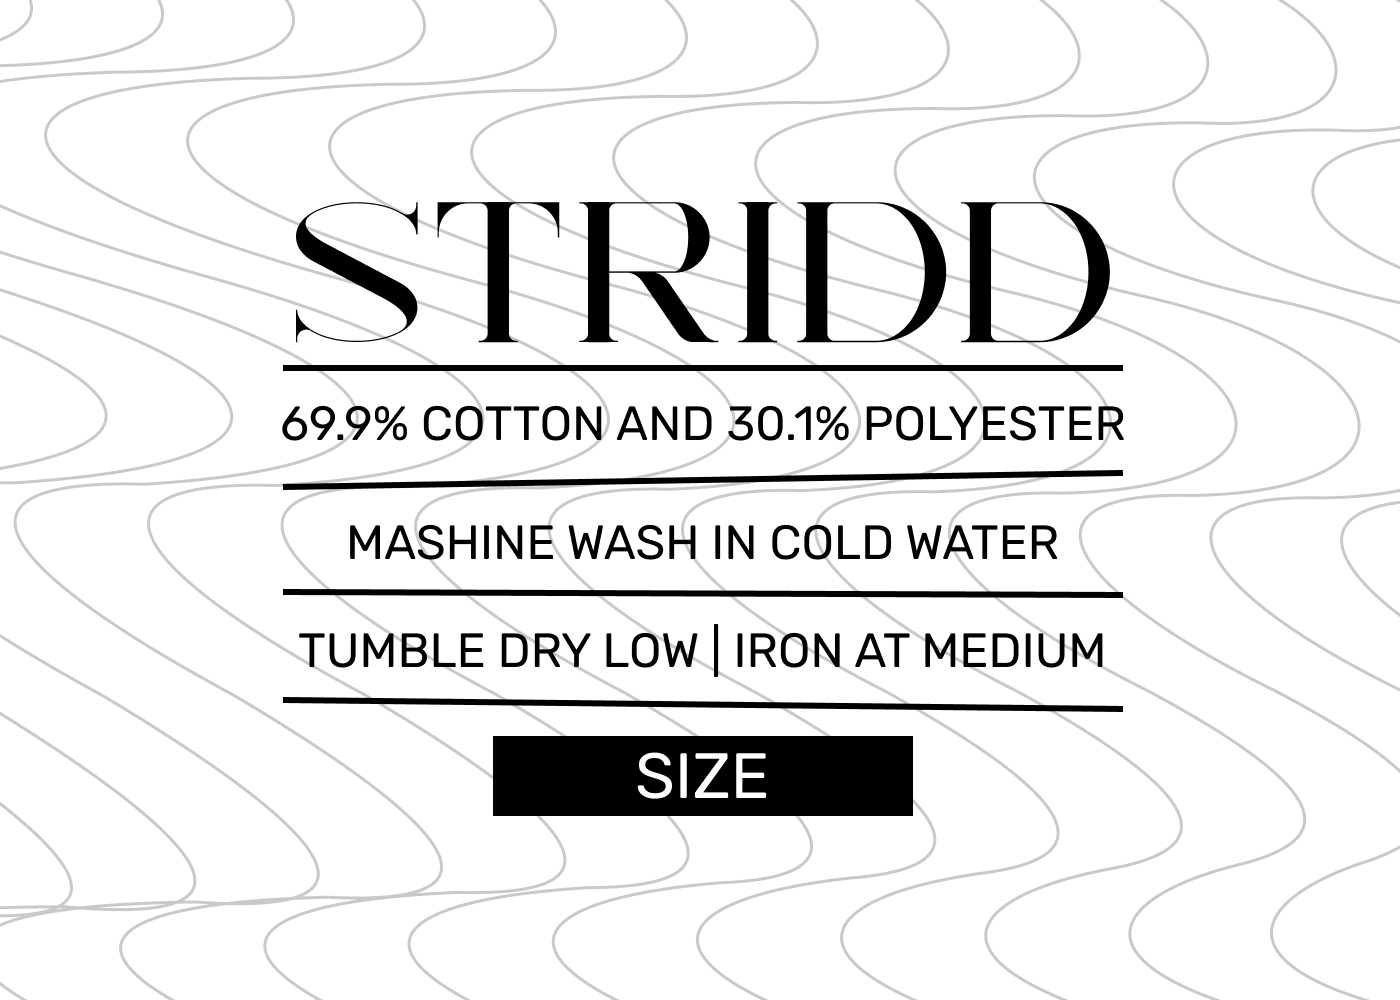 STRIDD
69.9% COTTON AND 30.1% POLYESTER
MASHINE WASH IN COLD WATER
TUMBLE DRY LOW | IRON AT MEDIUM
SIZE